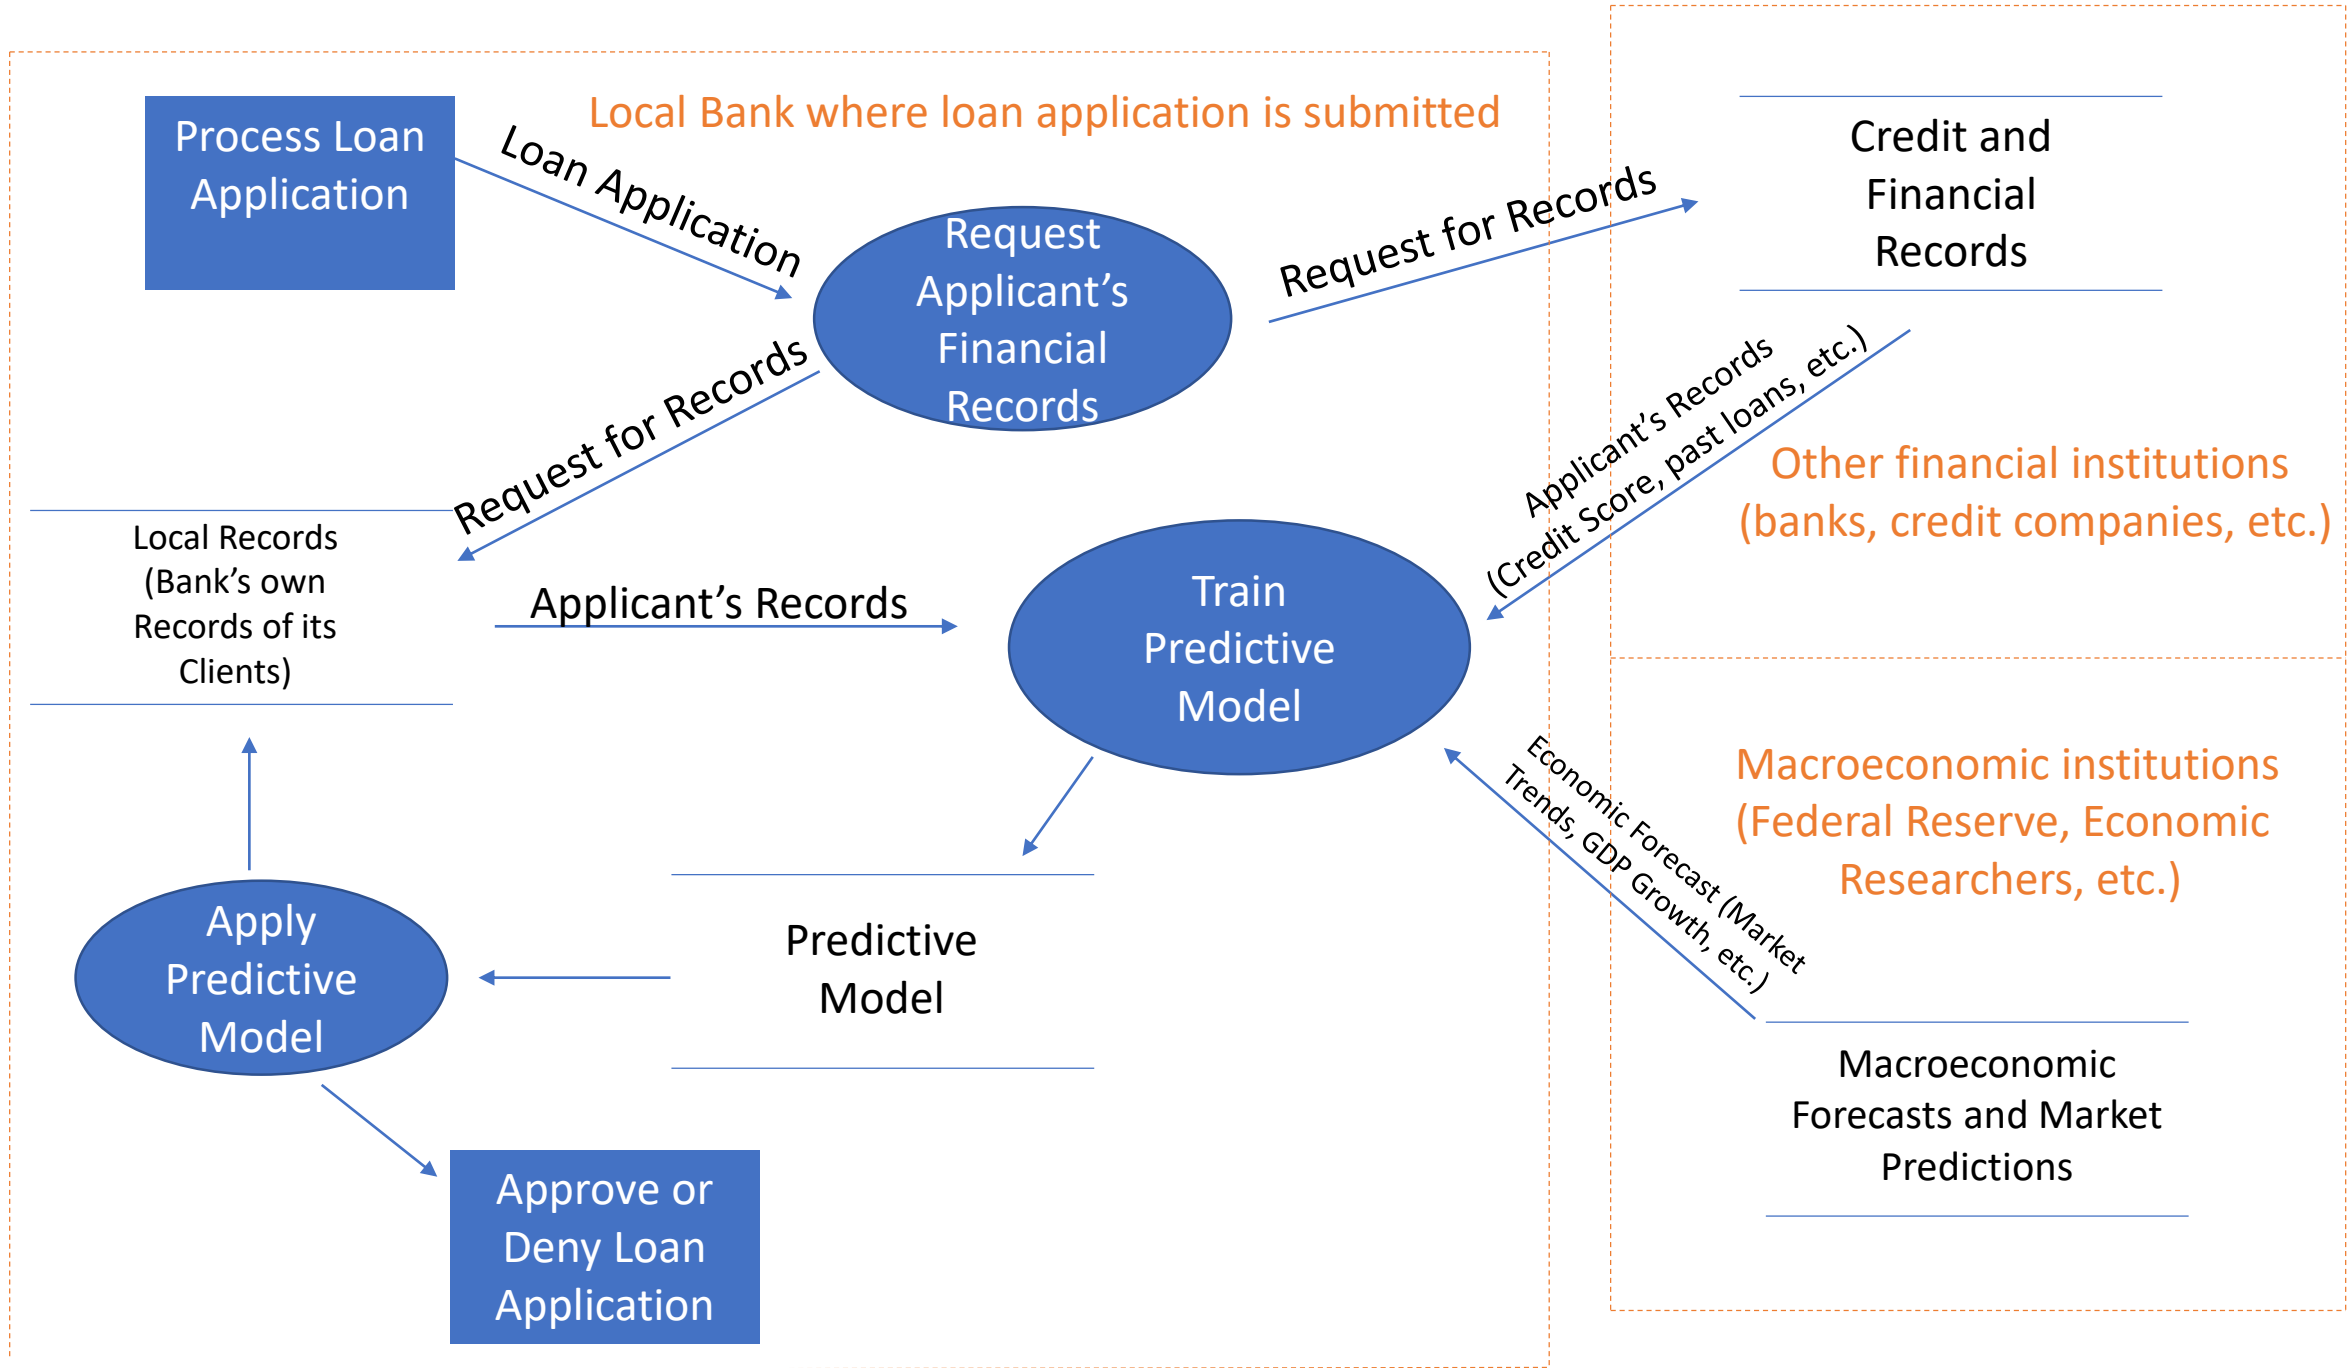 Local Bank where loan application is submitted
Process Loan
Application
Loan Application
Request
Applicant’s
Financial
Records
Request for Records
Credit and
Financial
Records
Request for Records
Applicant’s Records
(Credit Score, past loans, etc.)
Other financial institutions
(banks, credit companies, etc.)
Local Records
(Bank’s own
Records of its
Clients)
Applicant’s Records
Train
Predictive
Model
Economic Forecast (Market
Trends, GDP Growth, etc.)
Macroeconomic institutions
(Federal Reserve, Economic
Researchers, etc.)
Apply
Predictive
Model
Predictive
Model
Macroeconomic
Forecasts and Market
Predictions
Approve or
Deny Loan
Application